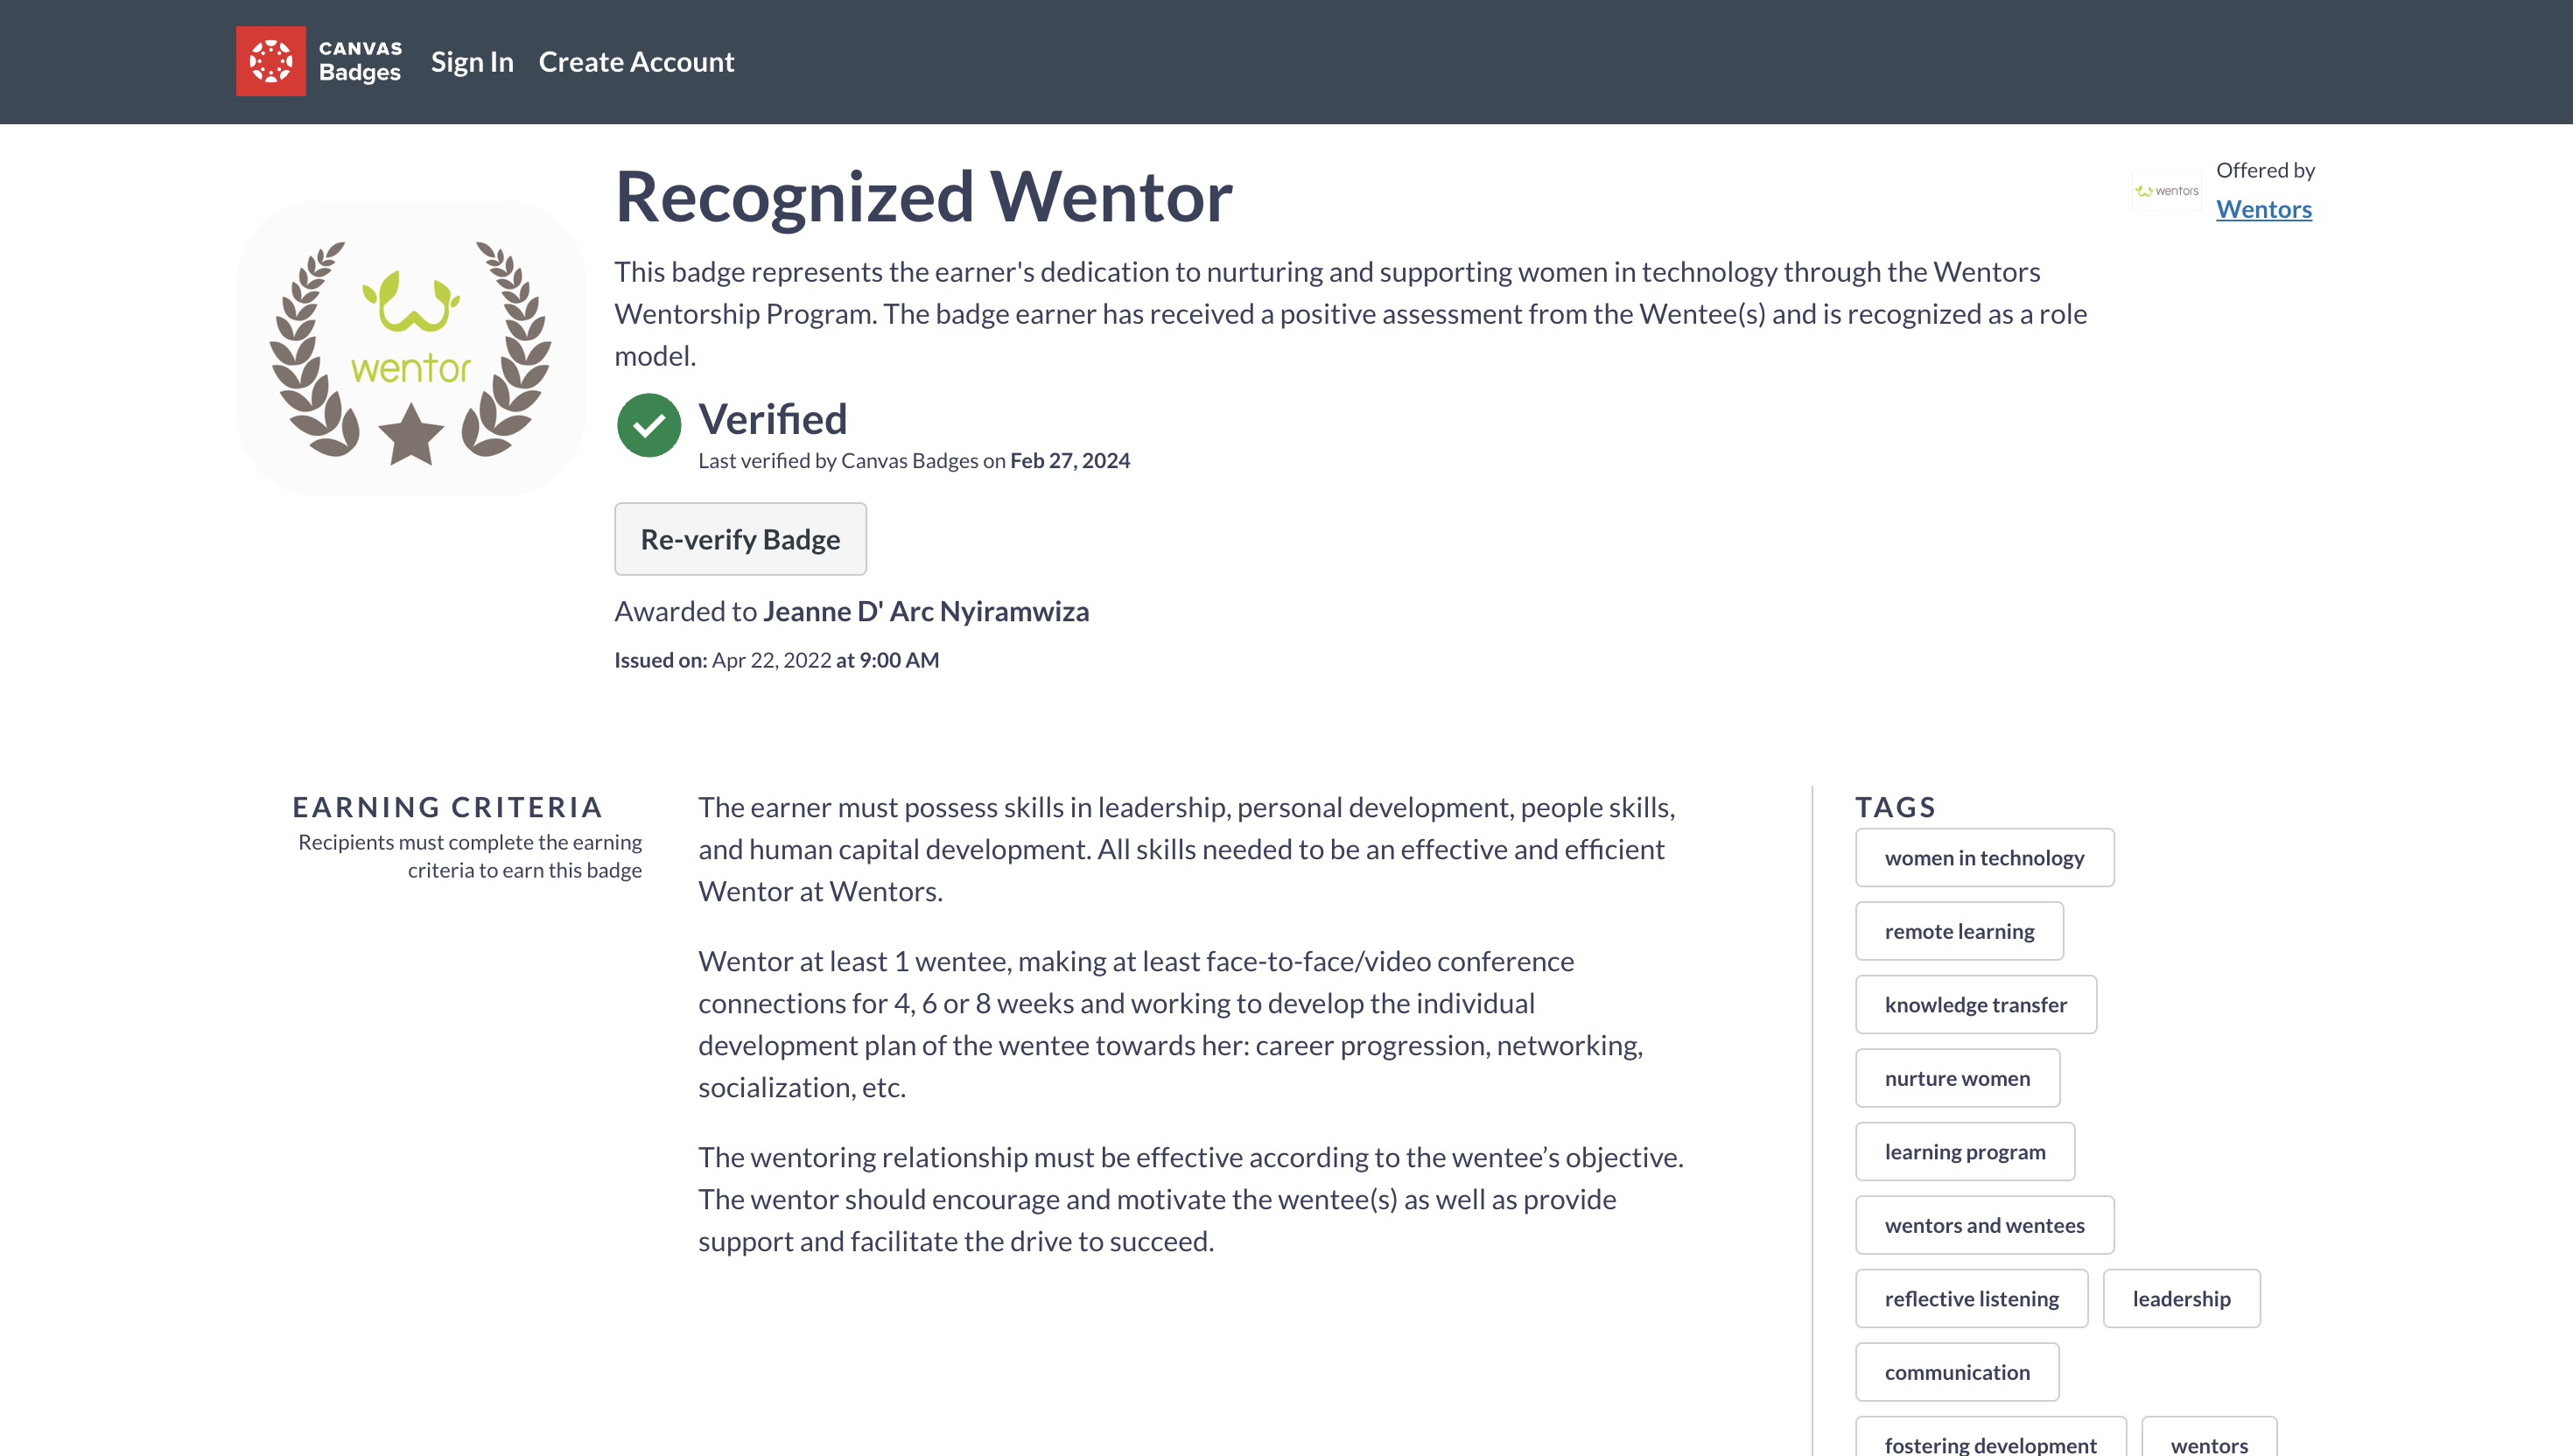 CANVAS
Badges
Sign In
Create Account
wentor
Recognized Wentor
This badge represents the earner's dedication to nurturing and supporting women in technology through the Wentors
Wentorship Program. The badge earner has received a positive assessment from the Wentee(s) and is recognized as a role
model.
wentors
Offered by
Wentors
Verified
Last verified by Canvas Badges on Feb 27, 2024
Re-verify Badge
Awarded to Jeanne D' Arc Nyiramwiza
Issued on: Apr 22, 2022 at 9:00 AM
EARNING CRITERIA
Recipients must complete the earning
criteria to earn this badge
The earner must possess skills in leadership, personal development, people skills,
and human capital development. All skills needed to be an effective and efficient
Wentor at Wentors.
Wentor at least 1 wentee, making at least face-to-face/video conference
connections for 4, 6 or 8 weeks and working to develop the individual
development plan of the wentee towards her: career progression, networking,
socialization, etc.
The wentoring relationship must be effective according to the wentee’s objective.
The wentor should encourage and motivate the wentee(s) as well as provide
support and facilitate the drive to succeed.
TAGS
women in technology
remote learning
knowledge transfer
nurture women
learning program
wentors and wentees
reflective listening
leadership
communication
fostering development
wentors